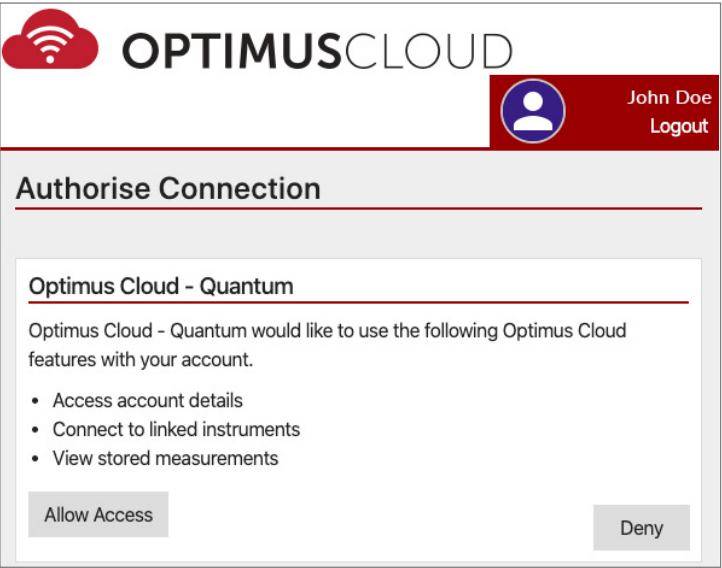 OPTIMUSCLOUD
John Doe
Logout
Authorise Connection
Optimus Cloud - Quantum
Optimus Cloud - Quantum would like to use the following Optimus Cloud
features with your account.
• Access account details
• Connect to linked instruments
• View stored measurements
Allow Access
Deny